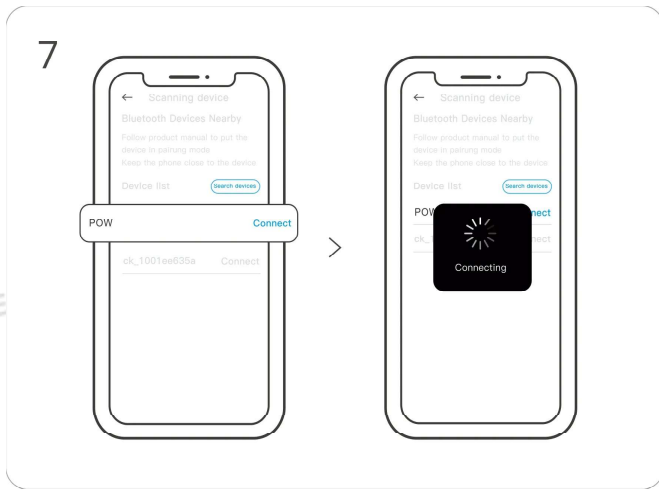 7
← Scanning device
Bluetooth Devices Nearby
Follow product manual to put the
device in pairung mode
Keep the phone close to the device
Device list
Search devices
POW
Connect
ck_1001ee635a
Connect
>
← Scanning device
Bluetooth Devices Nearby
Follow product manual to put the
device in pairung mode
Keep the phone close to the device
Device list
Search devices
POW
nect
ck_1
nect
Connecting